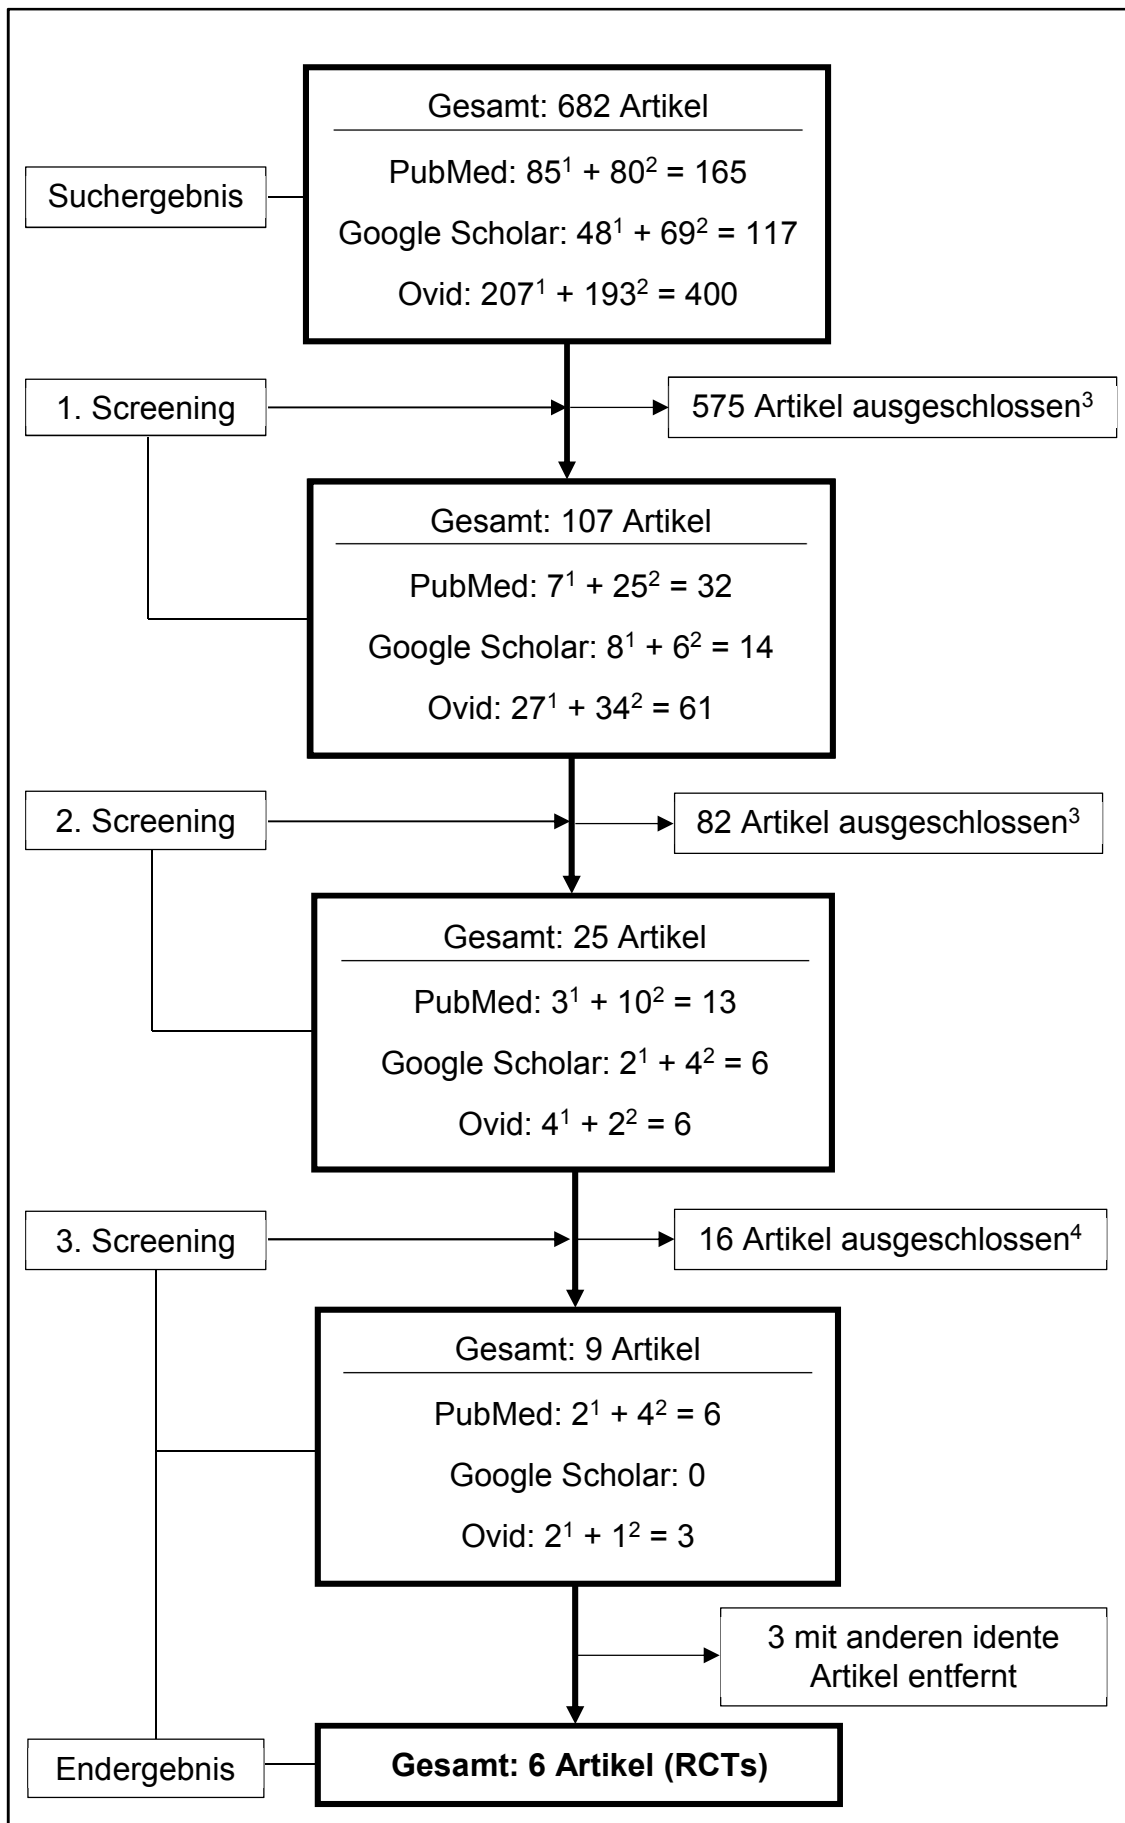 Gesamt: 682 Artikel
PubMed: 85¹ + 80² = 165
Suchergebnis
Google Scholar: 48¹ + 69² = 117
Ovid: 207¹ + 193² = 400
1. Screening
575 Artikel ausgeschlossen³
Gesamt: 107 Artikel
PubMed: 7¹ + 25² = 32
Google Scholar: 8¹ + 6² = 14
Ovid: 27¹ + 34² = 61
2. Screening
82 Artikel ausgeschlossen³
Gesamt: 25 Artikel
PubMed: 3¹ + 10² = 13
Google Scholar: 2¹ + 4² = 6
Ovid: 4¹ + 2² = 6
3. Screening
16 Artikel ausgeschlossen⁴
Gesamt: 9 Artikel
PubMed: 2¹ + 4² = 6
Google Scholar: 0
Ovid: 2¹ + 1² = 3
3 mit anderen idente
Artikel entfernt
Endergebnis
Gesamt: 6 Artikel (RCTs)